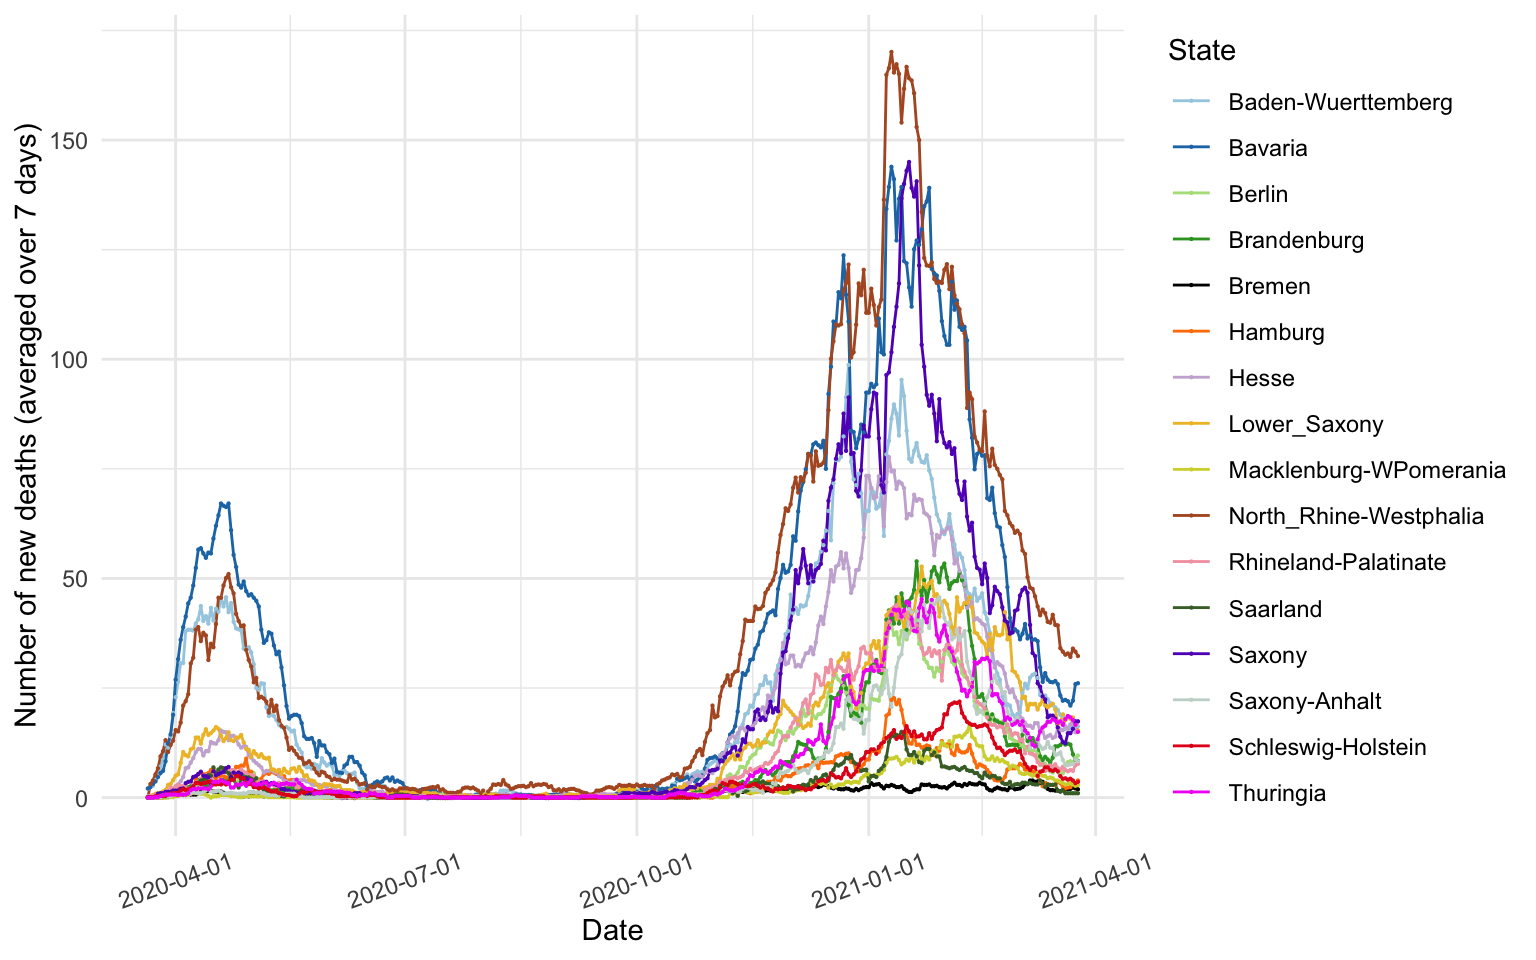 Number of new deaths (averaged over 7 days)
150
100
50
0
2020-04-01
2020-07-01
2020-10-01
2021-01-01
2021-04-01
Date
State
Baden-Wuerttemberg
Bavaria
Berlin
Brandenburg
Bremen
Hamburg
Hesse
Lower_Saxony
Macklenburg-WPomerania
North_Rhine-Westphalia
Rhineland-Palatinate
Saarland
Saxony
Saxony-Anhalt
Schleswig-Holstein
Thuringia